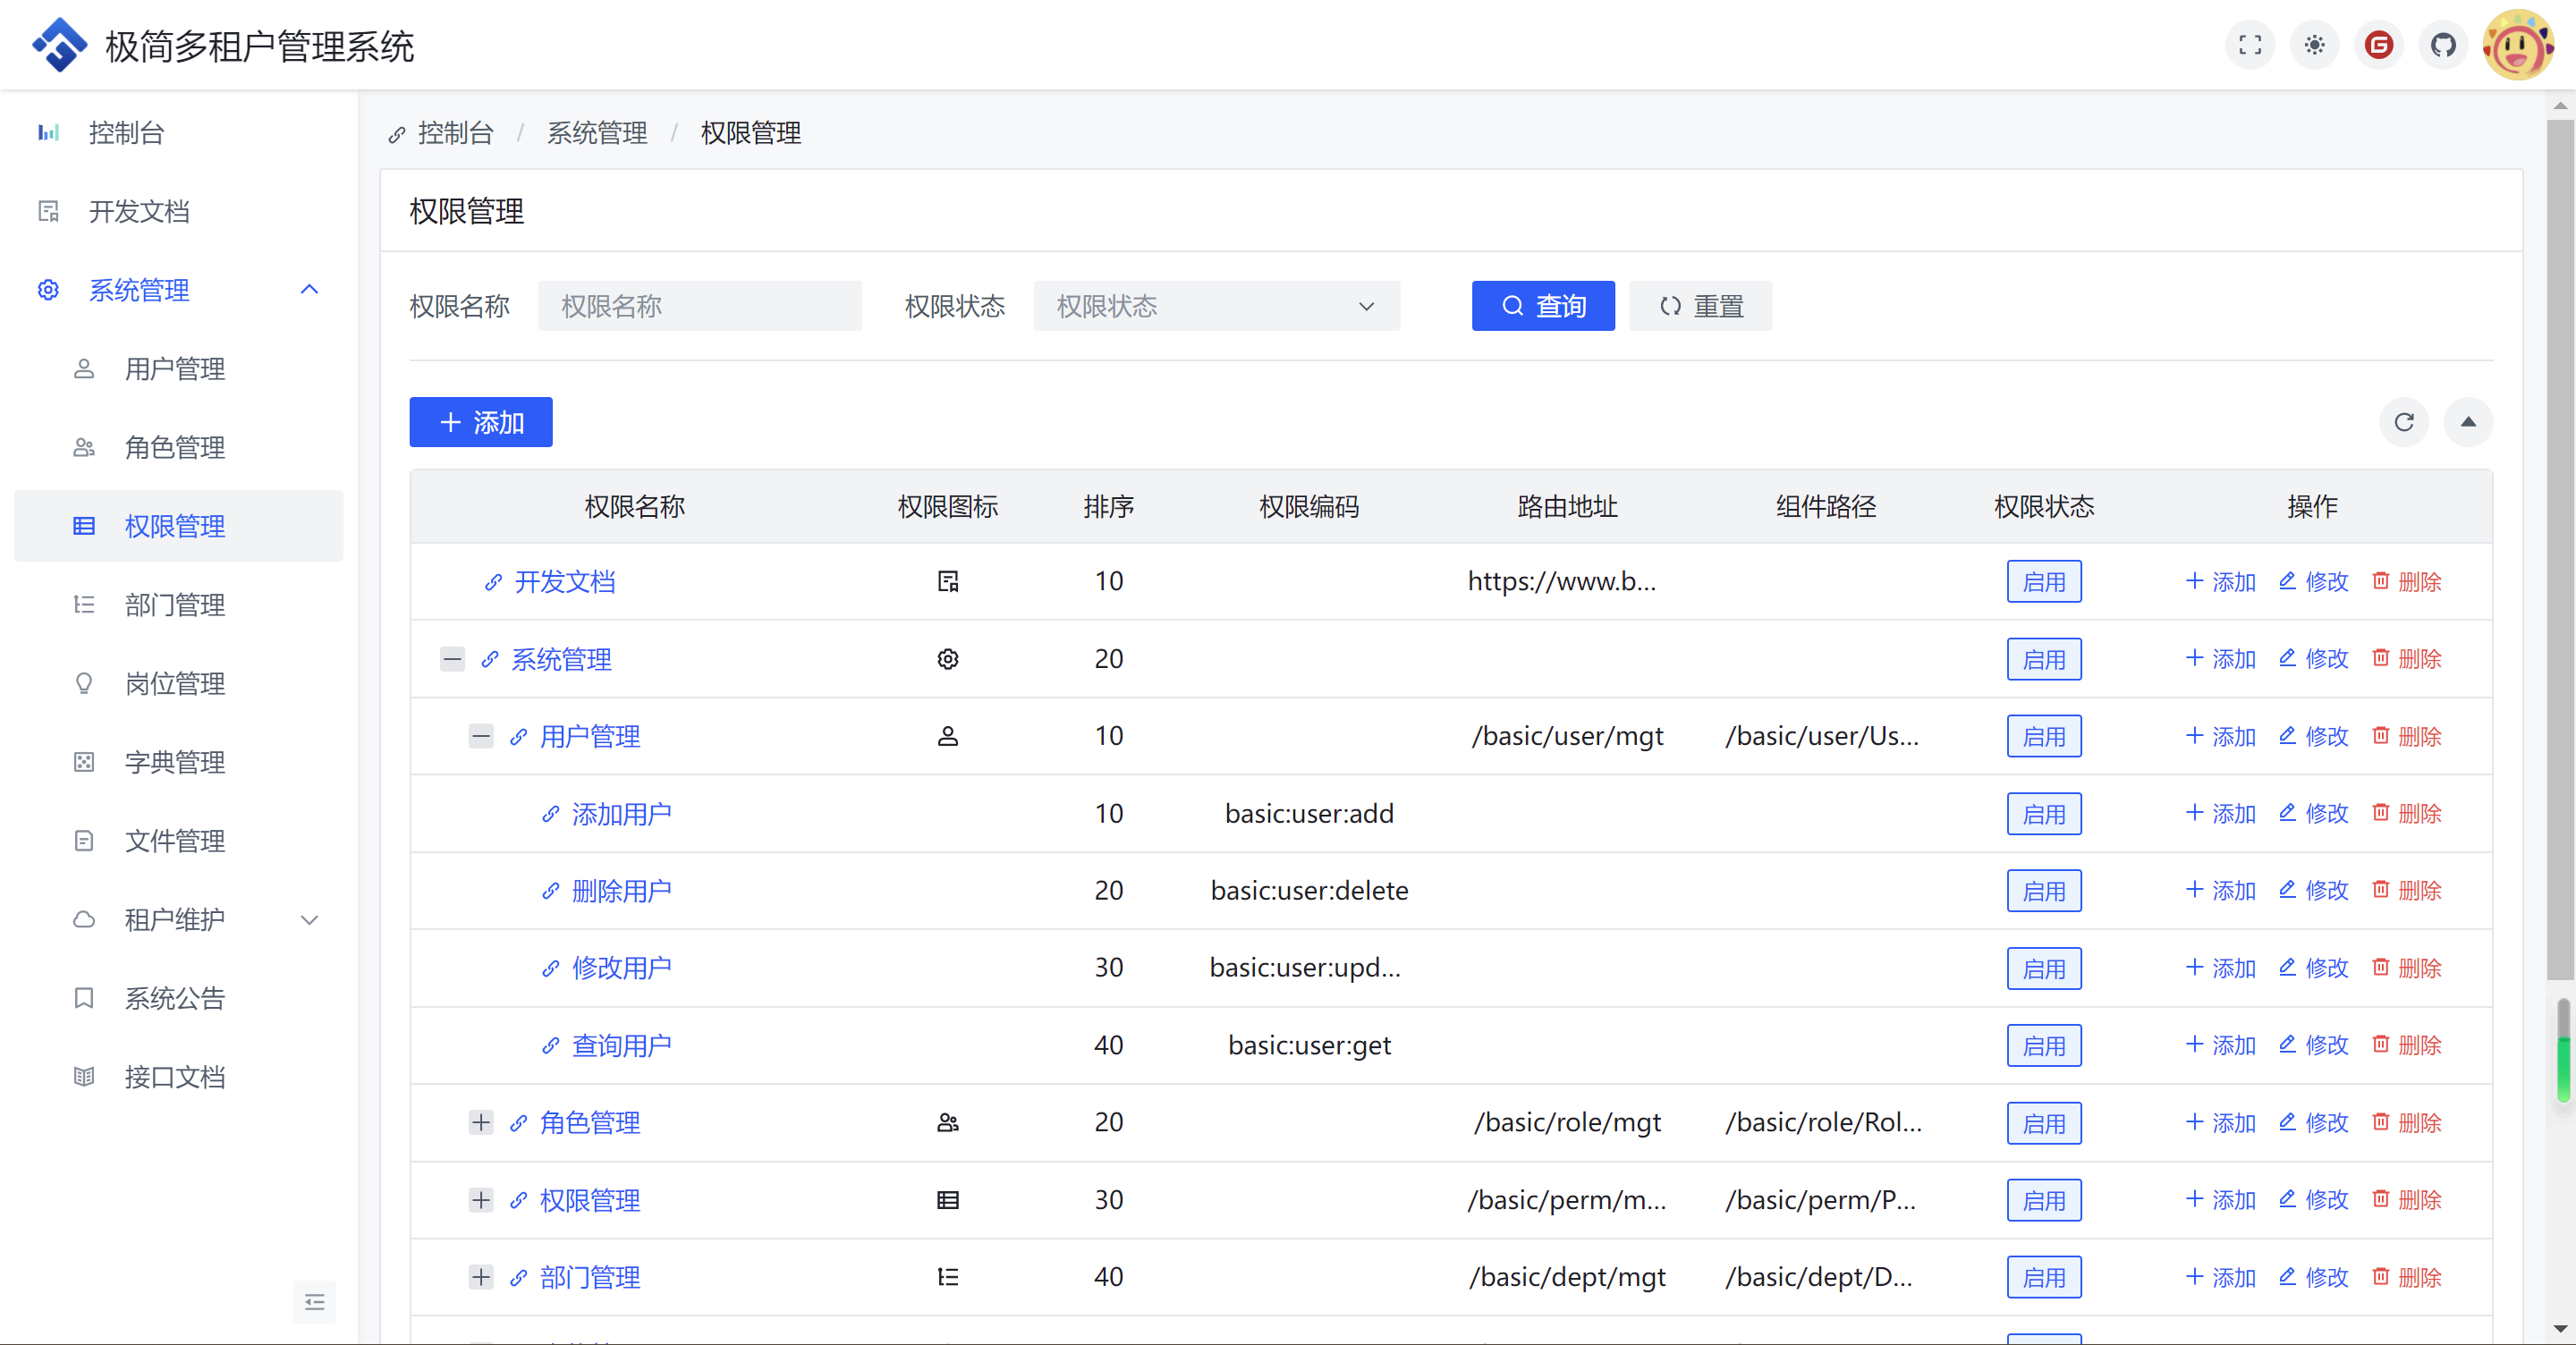 极简多租户管理系统
控制台
开发文档
系统管理
用户管理
角色管理
权限管理
部门管理
岗位管理
字典管理
文件管理
租户维护
系统公告
接口文档
控制台 / 系统管理 / 权限管理
权限管理
权限名称 权限名称 权限状态 权限状态 查询 重置
添加
权限名称 权限图标 排序 权限编码 路由地址 组件路径 权限状态 操作
开发文档 10 https://www.b... 启用 添加 修改 删除
系统管理 20 启用 添加 修改 删除
用户管理 10 /basic/user/mgt /basic/user/Us... 启用 添加 修改 删除
添加用户 10 basic:user:add 启用 添加 修改 删除
删除用户 20 basic:user:delete 启用 添加 修改 删除
修改用户 30 basic:user:upd... 启用 添加 修改 删除
查询用户 40 basic:user:get 启用 添加 修改 删除
角色管理 20 /basic/role/mgt /basic/role/Rol... 启用 添加 修改 删除
权限管理 30 /basic/perm/m... /basic/perm/P... 启用 添加 修改 删除
部门管理 40 /basic/dept/mgt /basic/dept/D... 启用 添加 修改 删除